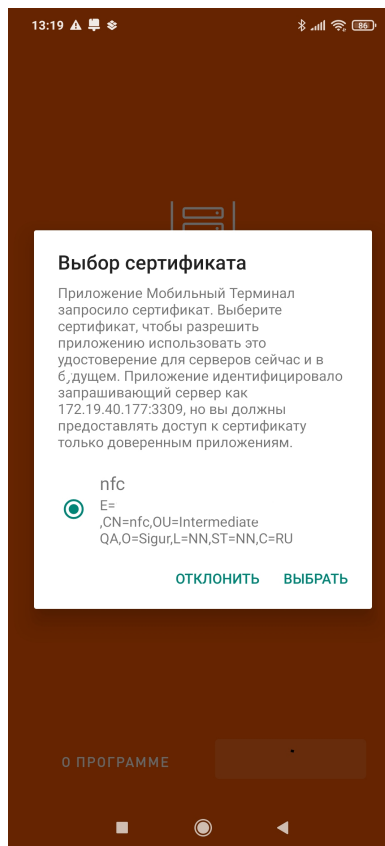 13:19
86
Выбор сертификата
Приложение Мобильный Терминал
запросило сертификат. Выберите
сертификат, чтобы разрешить
приложению использовать это
удостоверение для серверов сейчас и в
будущем. Приложение идентифицировало
запрашивающий сервер как
172.19.40.177:3309, но вы должны
предоставлять доступ к сертификату
только доверенным приложениям.
nfc
E=
,CN=nfc,OU=Intermediate
QA,O=Sigur,L=NN,ST=NN,C=RU
ОТКЛОНИТЬ ВЫБРАТЬ
О ПРОГРАММЕ